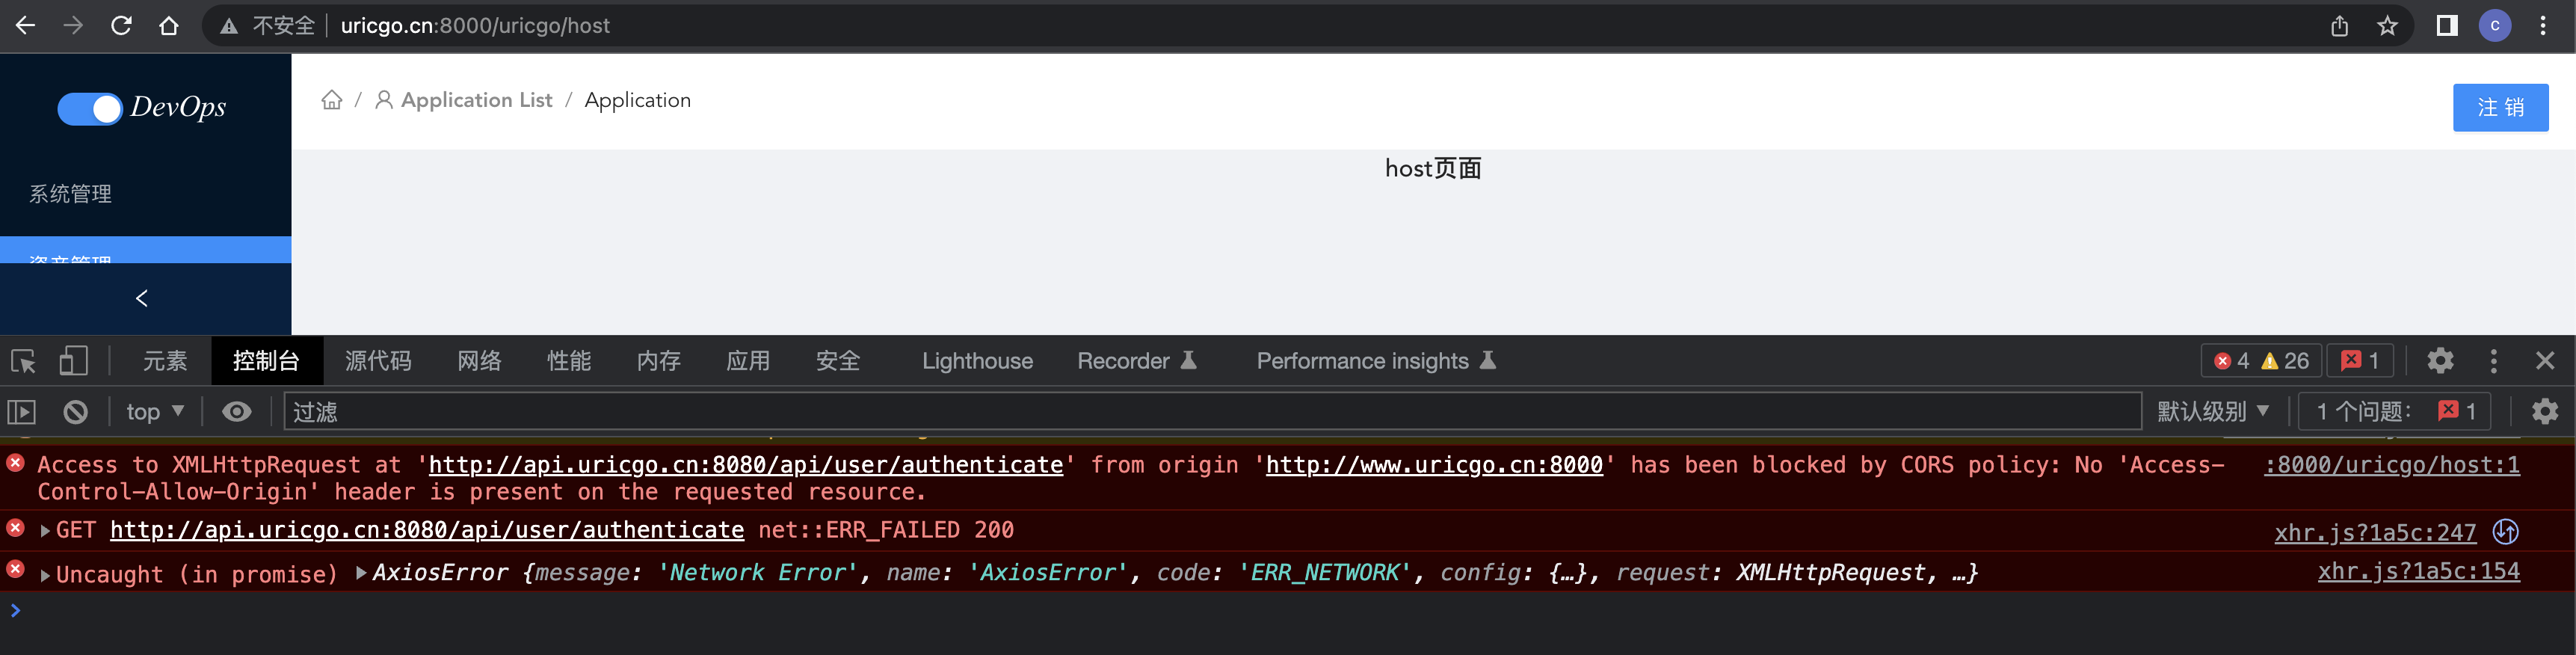 不安全 uricgo.cn:8000/uricgo/host
c
DevOps
/ Application List / Application
注 销
host页面
系统管理
资产管理
元素 控制台 源代码 网络 性能 内存 应用 安全 Lighthouse Recorder Performance insights 4 26 1
top 过滤 默认级别 1 个问题： 1
Access to XMLHttpRequest at 'http://api.uricgo.cn:8080/api/user/authenticate' from origin 'http://www.uricgo.cn:8000' has been blocked by CORS policy: No 'Access- :8000/uricgo/host:1
Control-Allow-Origin' header is present on the requested resource.
GET http://api.uricgo.cn:8080/api/user/authenticate net::ERR_FAILED 200 xhr.js?1a5c:247
Uncaught (in promise) AxiosError {message: 'Network Error', name: 'AxiosError', code: 'ERR_NETWORK', config: {…}, request: XMLHttpRequest, …} xhr.js?1a5c:154